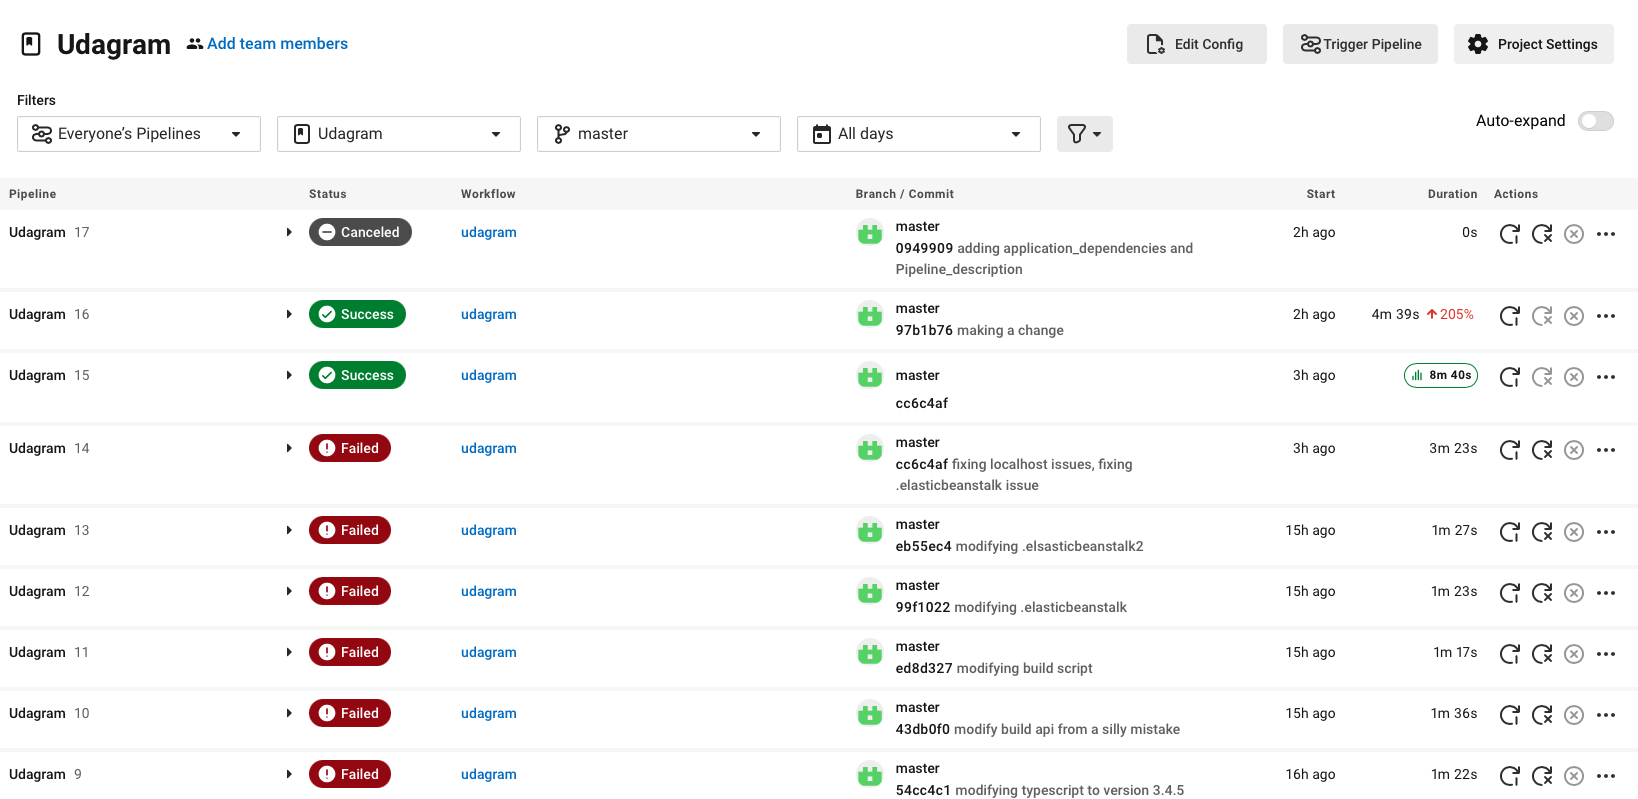 Udagram Add team members Edit Config Trigger Pipeline Project Settings
Filters
Everyone's Pipelines Udagram master All days Auto-expand
Pipeline Status Workflow Branch / Commit Start Duration Actions
Udagram 17 Canceled udagram master 2h ago 0s
0949909 adding application_dependencies and
Pipeline_description
Udagram 16 Success udagram master 2h ago 4m 39s 205%
97b1b76 making a change
Udagram 15 Success udagram master 3h ago 8m 40s
cc6c4af
Udagram 14 Failed udagram master 3h ago 3m 23s
cc6c4af fixing localhost issues, fixing
.elasticbeanstalk issue
Udagram 13 Failed udagram master 15h ago 1m 27s
eb55ec4 modifying .elsasticbeanstalk2
Udagram 12 Failed udagram master 15h ago 1m 23s
99f1022 modifying .elasticbeanstalk
Udagram 11 Failed udagram master 15h ago 1m 17s
ed8d327 modifying build script
Udagram 10 Failed udagram master 15h ago 1m 36s
43db0f0 modify build api from a silly mistake
Udagram 9 Failed udagram master 16h ago 1m 22s
54cc4c1 modifying typescript to version 3.4.5